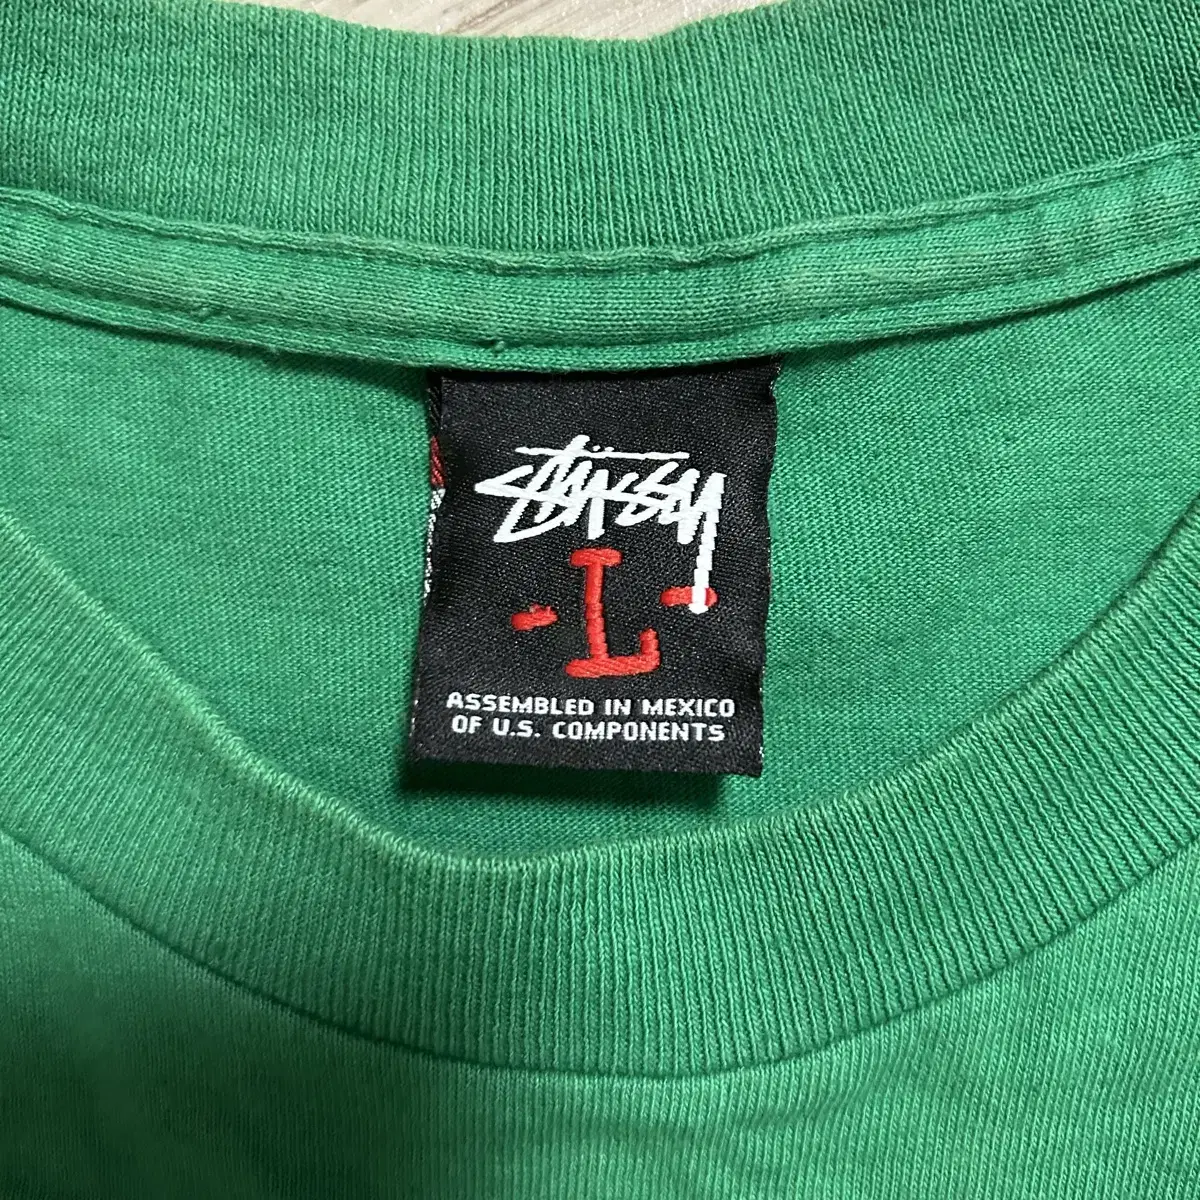 Stüssy
-L-
ASSEMBLED IN MEXICO
OF U.S. COMPONENTS